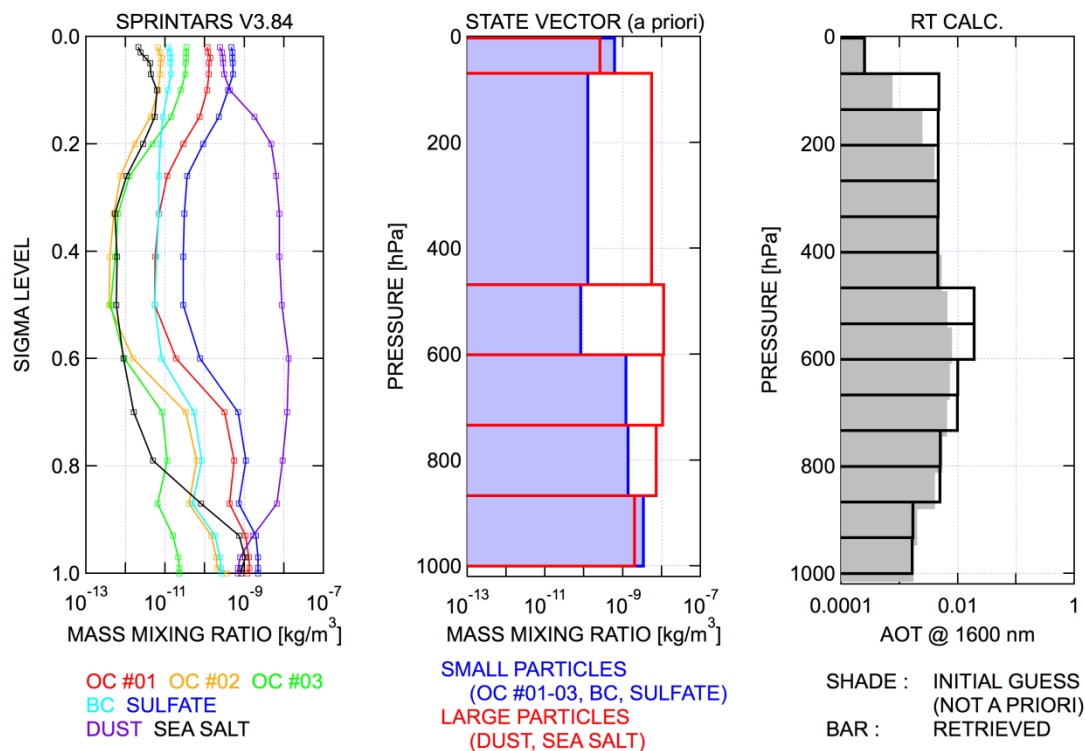 SPRINTARS V3.84
0.0
0.2
0.4
0.6
0.8
1.0
SIGMA LEVEL
10-13 10-11 10-9 10-7
MASS MIXING RATIO [kg/m3]
OC #01 OC #02 OC #03
BC SULFATE
DUST SEA SALT
STATE VECTOR (a priori)
0
200
400
600
800
1000
PRESSURE [hPa]
10-13 10-11 10-9 10-7
MASS MIXING RATIO [kg/m3]
SMALL PARTICLES
(OC #01-03, BC, SULFATE)
LARGE PARTICLES
(DUST, SEA SALT)
RT CALC.
0
200
400
600
800
1000
PRESSURE [hPa]
0.0001 0.01 1
AOT @ 1600 nm
SHADE : INITIAL GUESS
(NOT A PRIORI)
BAR : RETRIEVED